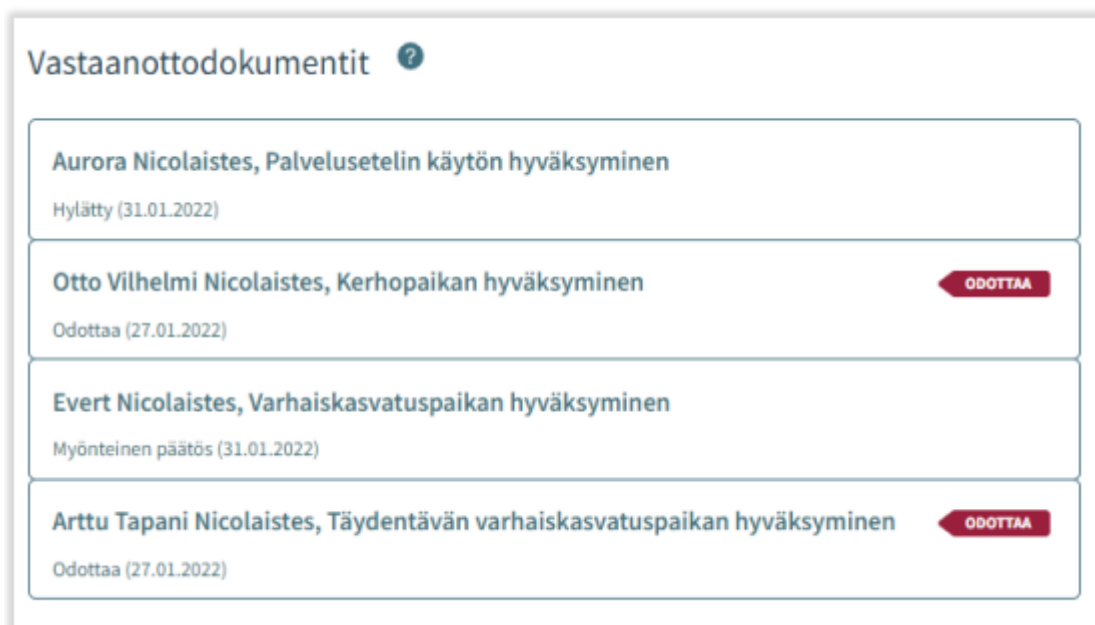 Vastaanottodokumentit ?
Aurora Nicolaistes, Palvelusetelin käytön hyväksyminen
Hylätty (31.01.2022)
Otto Vilhelmi Nicolaistes, Kerhopaikan hyväksyminen ODOTTAA
Odottaa (27.01.2022)
Evert Nicolaistes, Varhaiskasvatuspaikan hyväksyminen
Myönteinen päätös (31.01.2022)
Arttu Tapani Nicolaistes, Täydentävän varhaiskasvatuspaikan hyväksyminen ODOTTAA
Odottaa (27.01.2022)